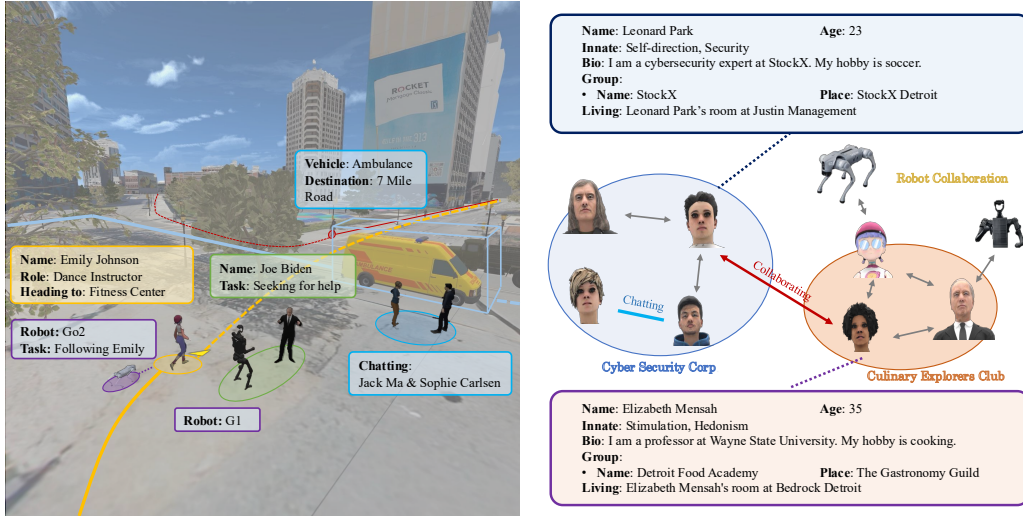 ROCKET
Vehicle: Ambulance
Destination: 7 Mile
Road
Name: Emily Johnson
Role: Dance Instructor
Heading to: Fitness Center
Name: Joe Biden
Task: Seeking for help
Robot: Go2
Task: Following Emily
Chatting:
Jack Ma & Sophie Carlsen
Robot: G1
Name: Leonard Park Age: 23
Innate: Self-direction, Security
Bio: I am a cybersecurity expert at StockX. My hobby is soccer.
Group:
• Name: StockX Place: StockX Detroit
Living: Leonard Park's room at Justin Management
Robot Collaboration
Collaborating
Chatting
Cyber Security Corp
Culinary Explorers Club
Name: Elizabeth Mensah Age: 35
Innate: Stimulation, Hedonism
Bio: I am a professor at Wayne State University. My hobby is cooking.
Group:
• Name: Detroit Food Academy Place: The Gastronomy Guild
Living: Elizabeth Mensah's room at Bedrock Detroit